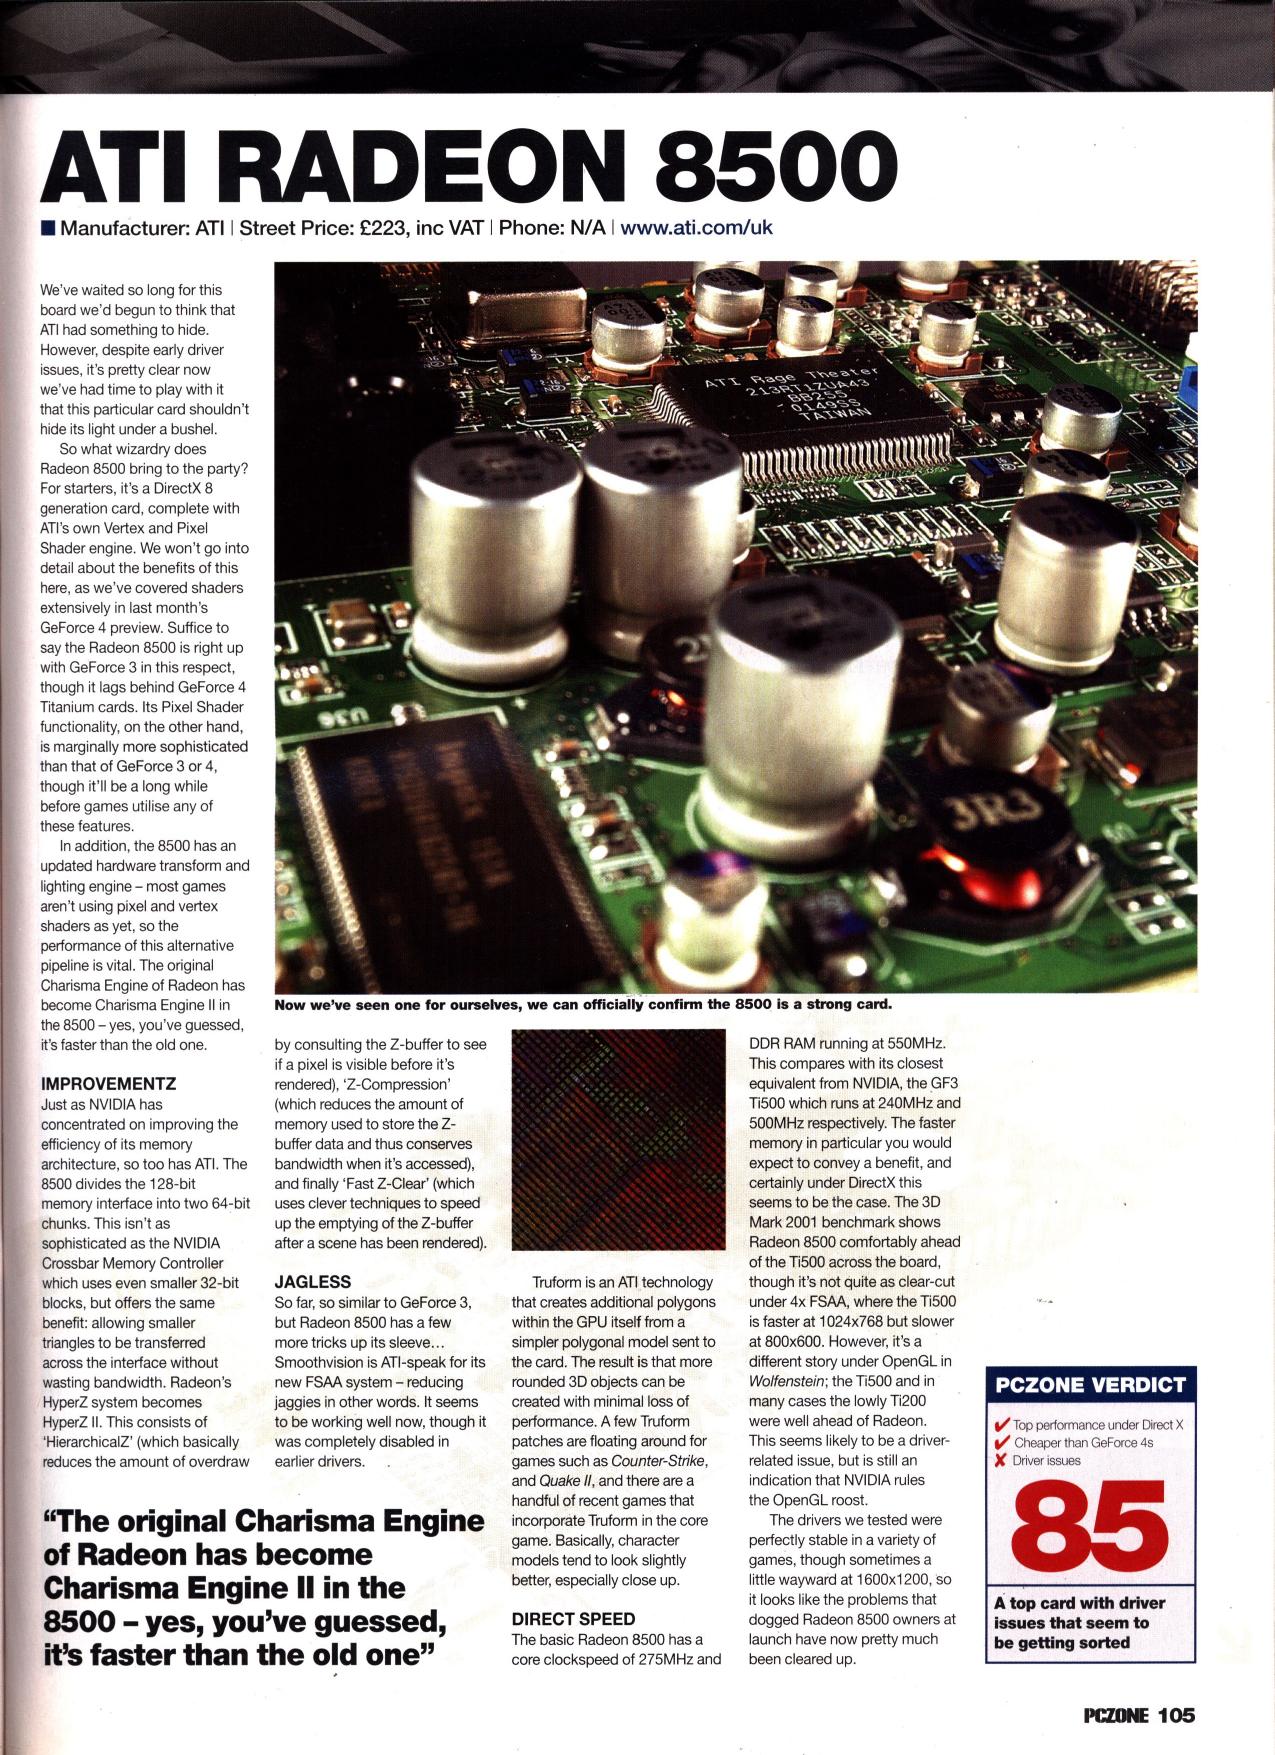 ATI RADEON 8500
■ Manufacturer: ATI | Street Price: £223, inc VAT | Phone: N/A | www.ati.com/uk
We've waited so long for this
board we'd begun to think that
ATI had something to hide.
However, despite early driver
issues, it's pretty clear now
we've had time to play with it
that this particular card shouldn't
hide its light under a bushel.
So what wizardry does
Radeon 8500 bring to the party?
For starters, it's a DirectX 8
generation card, complete with
ATI's own Vertex and Pixel
Shader engine. We won't go into
detail about the benefits of this
here, as we've covered shaders
extensively in last month's
GeForce 4 preview. Suffice to
say the Radeon 8500 is right up
with GeForce 3 in this respect,
though it lags behind GeForce 4
Titanium cards. Its Pixel Shader
functionality, on the other hand,
is marginally more sophisticated
than that of GeForce 3 or 4,
though it'll be a long while
before games utilise any of
these features.
In addition, the 8500 has an
updated hardware transform and
lighting engine – most games
aren't using pixel and vertex
shaders as yet, so the
performance of this alternative
pipeline is vital. The original
Charisma Engine of Radeon has
become Charisma Engine II in
the 8500 – yes, you've guessed,
it's faster than the old one.
IMPROVEMENTZ
Just as NVIDIA has
concentrated on improving the
efficiency of its memory
architecture, so too has ATI. The
8500 divides the 128-bit
memory interface into two 64-bit
chunks. This isn't as
sophisticated as the NVIDIA
Crossbar Memory Controller
which uses even smaller 32-bit
blocks, but offers the same
benefit: allowing smaller
triangles to be transferred
across the interface without
wasting bandwidth. Radeon's
HyperZ system becomes
HyperZ II. This consists of
'HierarchicalZ' (which basically
reduces the amount of overdraw
ATI Rage Theater
213RT1ZUA43
BB255
0149SS
TAIWAN
3R3
U36
Now we've seen one for ourselves, we can officially confirm the 8500 is a strong card.
by consulting the Z-buffer to see
if a pixel is visible before it's
rendered), 'Z-Compression'
(which reduces the amount of
memory used to store the Z-
buffer data and thus conserves
bandwidth when it's accessed),
and finally 'Fast Z-Clear' (which
uses clever techniques to speed
up the emptying of the Z-buffer
after a scene has been rendered).
JAGLESS
So far, so similar to GeForce 3,
but Radeon 8500 has a few
more tricks up its sleeve...
Smoothvision is ATI-speak for its
new FSAA system – reducing
jaggies in other words. It seems
to be working well now, though it
was completely disabled in
earlier drivers.
"The original Charisma Engine
of Radeon has become
Charisma Engine II in the
8500 – yes, you've guessed,
it's faster than the old one"
Truform is an ATI technology
that creates additional polygons
within the GPU itself from a
simpler polygonal model sent to
the card. The result is that more
rounded 3D objects can be
created with minimal loss of
performance. A few Truform
patches are floating around for
games such as Counter-Strike,
and Quake II, and there are a
handful of recent games that
incorporate Truform in the core
game. Basically, character
models tend to look slightly
better, especially close up.
DIRECT SPEED
The basic Radeon 8500 has a
core clockspeed of 275MHz and
DDR RAM running at 550MHz.
This compares with its closest
equivalent from NVIDIA, the GF3
Ti500 which runs at 240MHz and
500MHz respectively. The faster
memory in particular you would
expect to convey a benefit, and
certainly under DirectX this
seems to be the case. The 3D
Mark 2001 benchmark shows
Radeon 8500 comfortably ahead
of the Ti500 across the board,
though it's not quite as clear-cut
under 4x FSAA, where the Ti500
is faster at 1024x768 but slower
at 800x600. However, it's a
different story under OpenGL in
Wolfenstein; the Ti500 and in
many cases the lowly Ti200
were well ahead of Radeon.
This seems likely to be a driver-
related issue, but is still an
indication that NVIDIA rules
the OpenGL roost.
The drivers we tested were
perfectly stable in a variety of
games, though sometimes a
little wayward at 1600x1200, so
it looks like the problems that
dogged Radeon 8500 owners at
launch have now pretty much
been cleared up.
PCZONE VERDICT
✓ Top performance under Direct X
✓ Cheaper than GeForce 4s
✗ Driver issues
85
A top card with driver
issues that seem to
be getting sorted
PCZONE 105